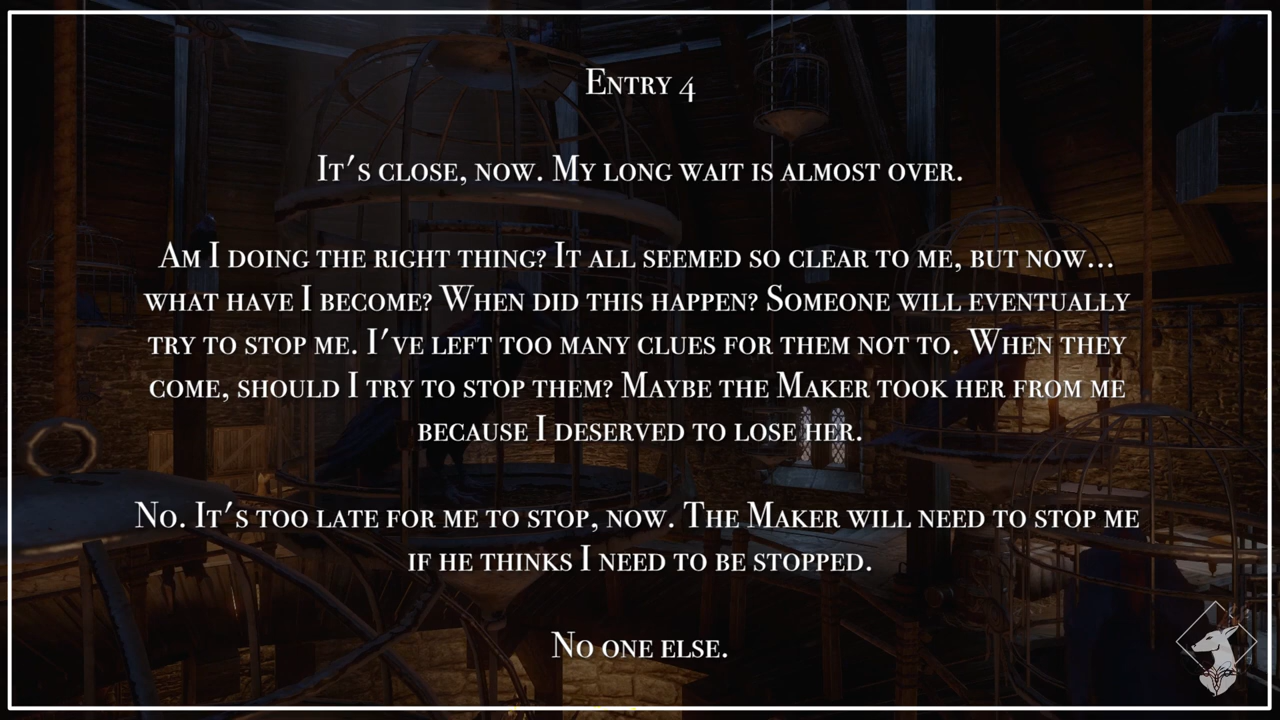 Entry 4
It's close, now. My long wait is almost over.
Am I doing the right thing? It all seemed so clear to me, but now...
what have I become? When did this happen? Someone will eventually
try to stop me. I've left too many clues for them not to. When they
come, should I try to stop them? Maybe the Maker took her from me
because I deserved to lose her.
No. It's too late for me to stop, now. The Maker will need to stop me
if he thinks I need to be stopped.
No one else.